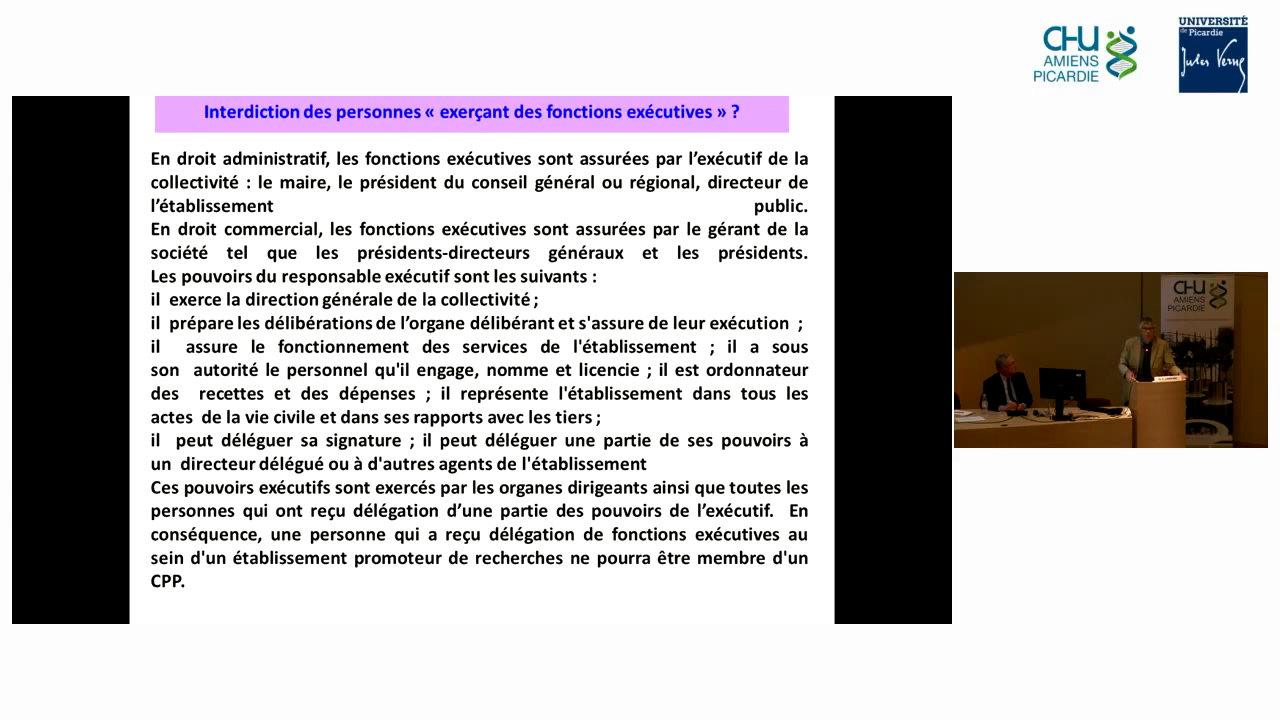 CHU
AMIENS
PICARDIE
UNIVERSITÉ
de Picardie
Jules Verne
Interdiction des personnes « exerçant des fonctions exécutives » ?
En droit administratif, les fonctions exécutives sont assurées par l’exécutif de la
collectivité : le maire, le président du conseil général ou régional, directeur de
l’établissement public.
En droit commercial, les fonctions exécutives sont assurées par le gérant de la
société tel que les présidents-directeurs généraux et les présidents.
Les pouvoirs du responsable exécutif sont les suivants :
il exerce la direction générale de la collectivité ;
il prépare les délibérations de l’organe délibérant et s'assure de leur exécution ;
il assure le fonctionnement des services de l'établissement ; il a sous
son autorité le personnel qu'il engage, nomme et licencie ; il est ordonnateur
des recettes et des dépenses ; il représente l'établissement dans tous les
actes de la vie civile et dans ses rapports avec les tiers ;
il peut déléguer sa signature ; il peut déléguer une partie de ses pouvoirs à
un directeur délégué ou à d'autres agents de l'établissement
Ces pouvoirs exécutifs sont exercés par les organes dirigeants ainsi que toutes les
personnes qui ont reçu délégation d’une partie des pouvoirs de l’exécutif. En
conséquence, une personne qui a reçu délégation de fonctions exécutives au
sein d'un établissement promoteur de recherches ne pourra être membre d'un
CPP.
CHU
AMIENS
PICARDIE